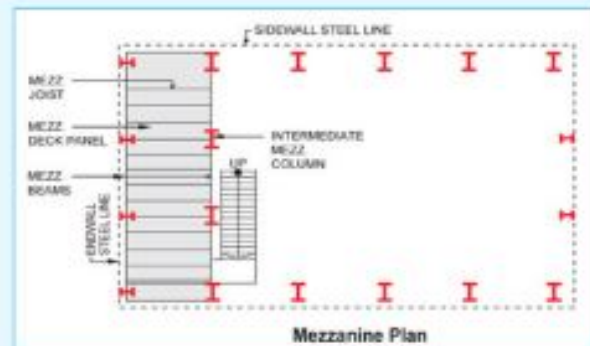 SIDEWALL STEEL LINE
MEZZ
JOIST
MEZZ
DECK PANEL
INTERMEDIATE
MEZZ
COLUMN
UP
MEZZ
BEAMS
ENDWALL
STEEL LINE
Mezzanine Plan